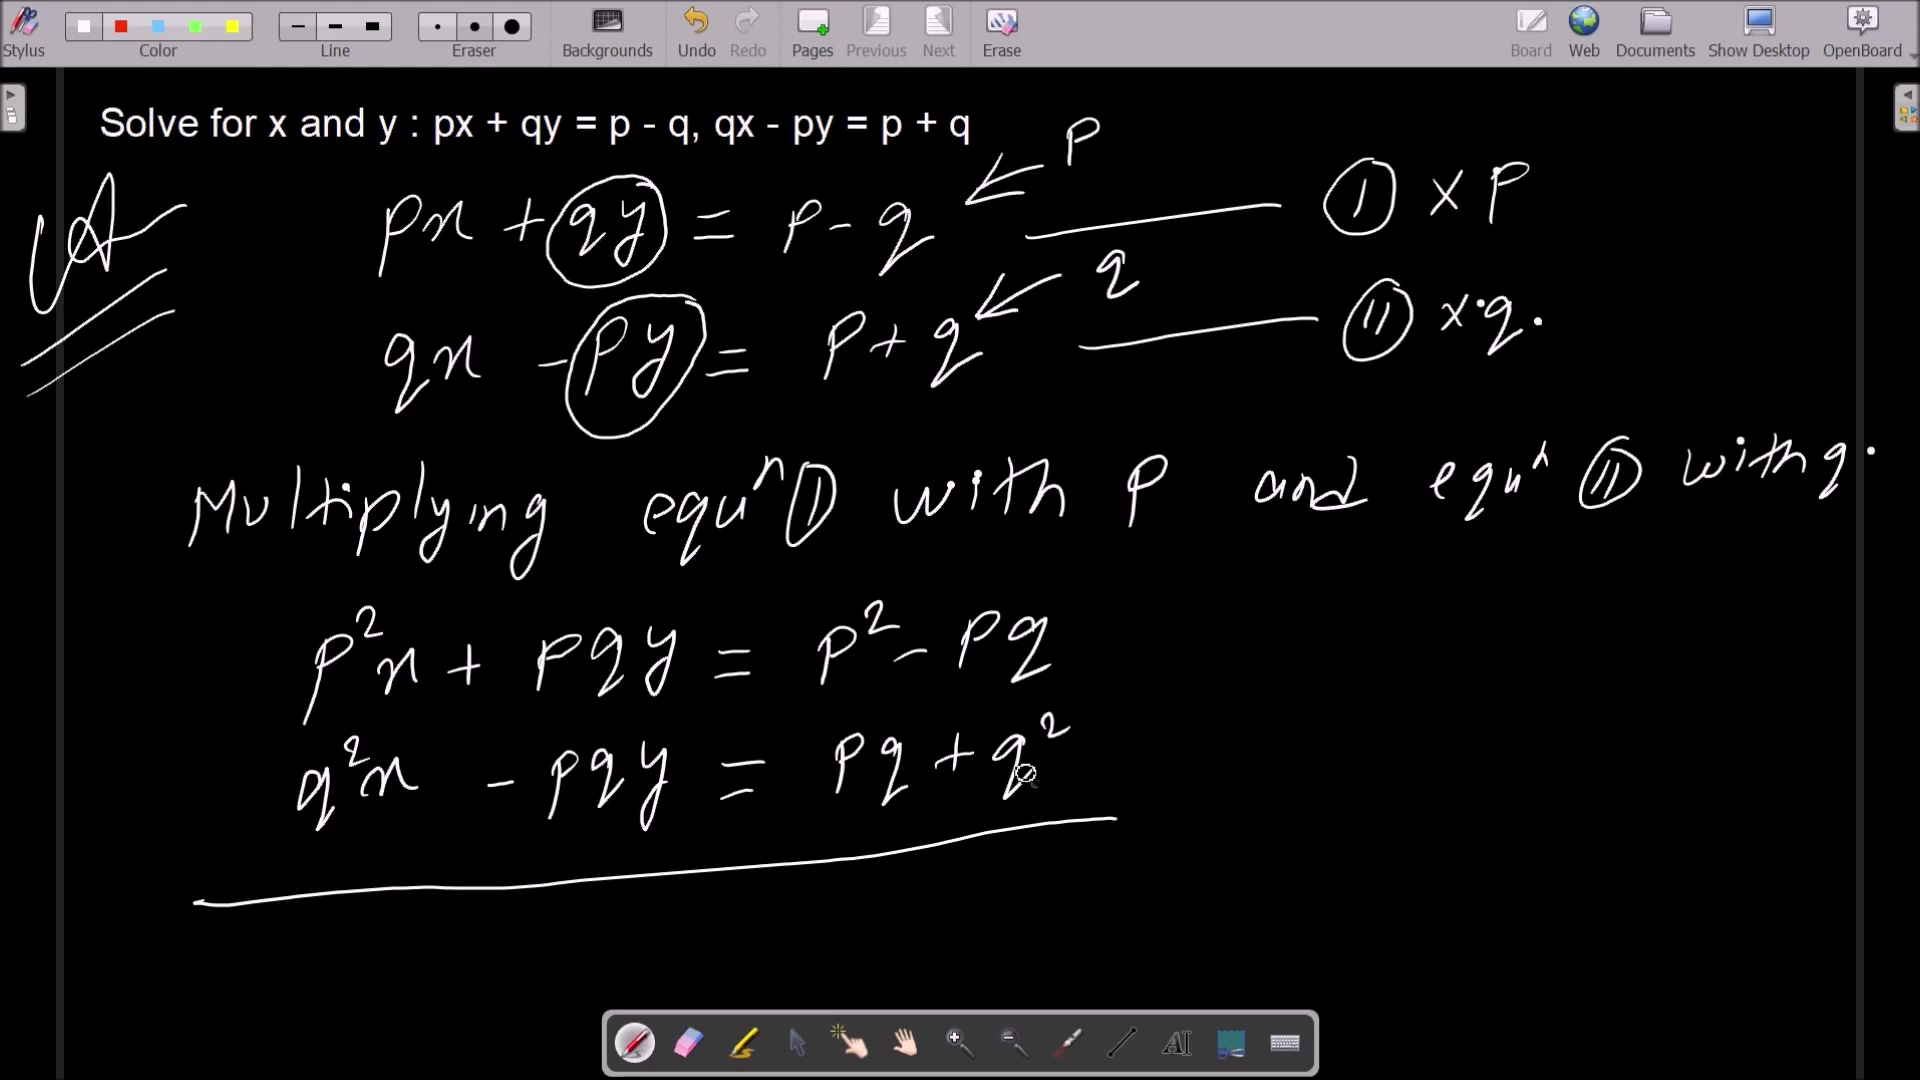 Stylus Color Line Eraser Backgrounds Undo Redo Pages Previous Next Erase Board Web Documents Show Desktop OpenBoard
Solve for x and y : px + qy = p - q, qx - py = p + q
px + qy = p - q ← p ——— ① × p
qx - py = p + q ← q ——— ⑪ × q.
Multiplying equⁿ ① with p and equⁿ ⑪ with q.
p²x + pqy = p² - pq
q²x - pqy = pq + q²
AI